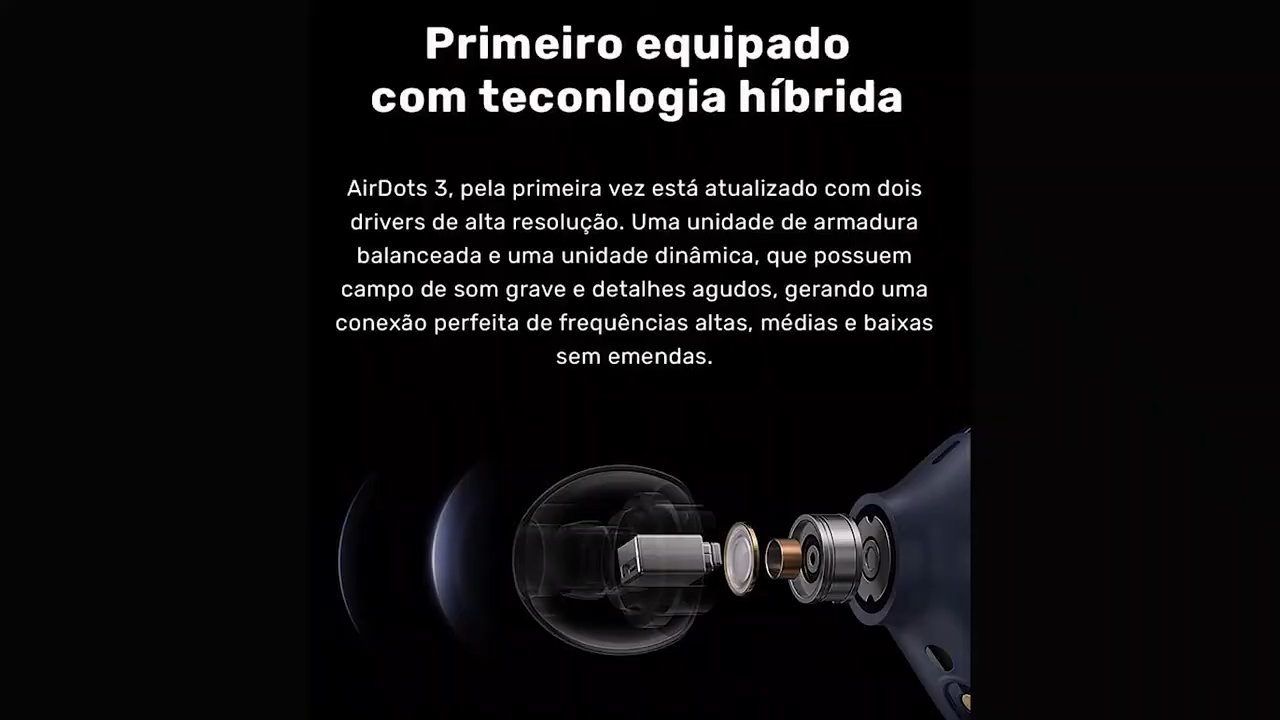 Primeiro equipado
com teconlogia híbrida
AirDots 3, pela primeira vez está atualizado com dois
drivers de alta resolução. Uma unidade de armadura
balanceada e uma unidade dinâmica, que possuem
campo de som grave e detalhes agudos, gerando uma
conexão perfeita de frequências altas, médias e baixas
sem emendas.